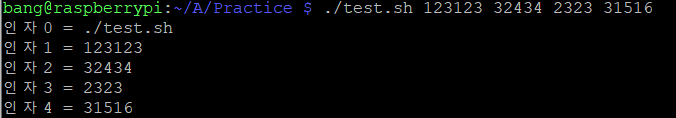 bang@raspberrypi:~/A/Practice $ ./test.sh 123123 32434 2323 31516
인자0 = ./test.sh
인자1 = 123123
인자2 = 32434
인자3 = 2323
인자4 = 31516